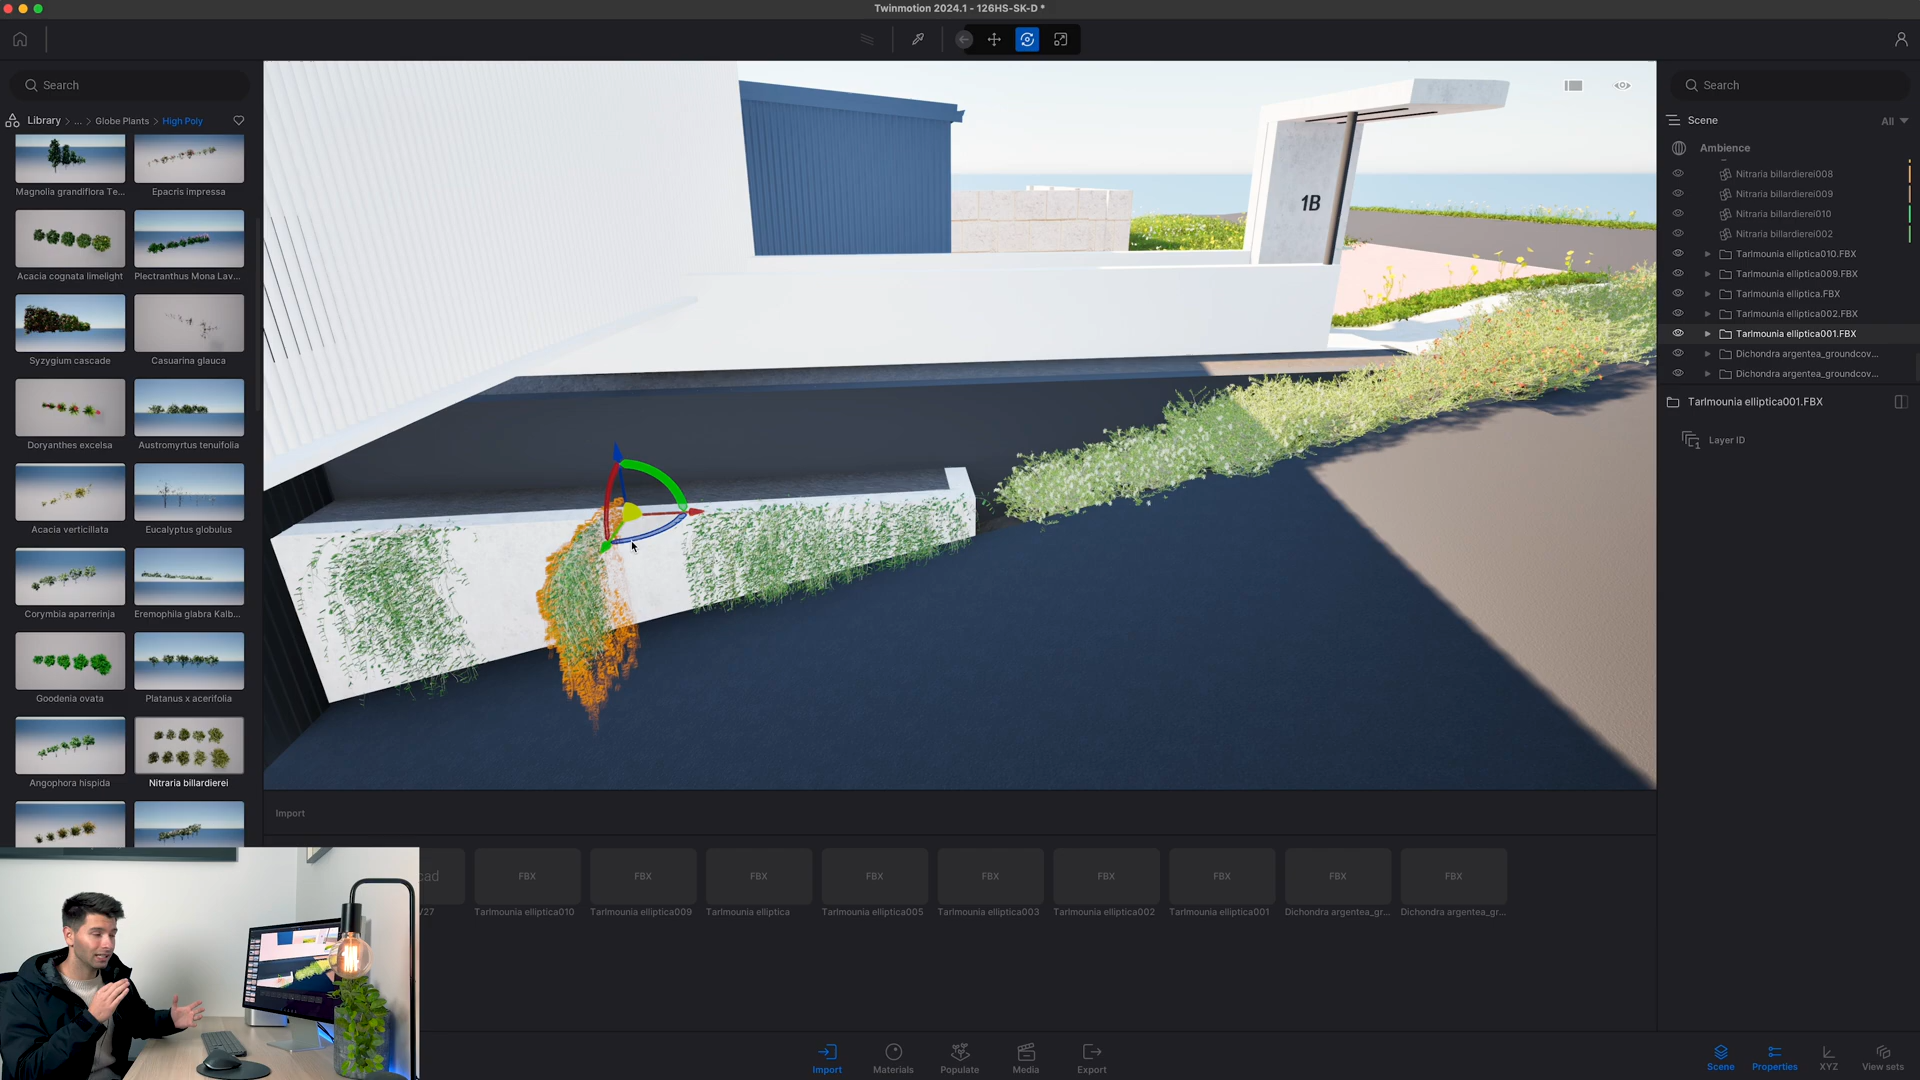 Twinmotion 2024.1 - 126HS-SK-D *
Search
Library > ... > Globe Plants > High Poly
Magnolia grandiflora Te...
Epacris impressa
Acacia cognata limelight
Plectranthus Mona Lav...
Syzygium cascade
Casuarina glauca
Doryanthes excelsa
Austromyrtus tenuifolia
Acacia verticillata
Eucalyptus globulus
Corymbia aparrerinja
Eremophila glabra Kalb...
Goodenia ovata
Platanus x acerifolia
Angophora hispida
Nitraria billardierei
1B
Search
Scene
All
Ambience
Nitraria billardierei008
Nitraria billardierei009
Nitraria billardierei010
Nitraria billardierei002
Tarlmounia elliptica010.FBX
Tarlmounia elliptica009.FBX
Tarlmounia elliptica.FBX
Tarlmounia elliptica002.FBX
Tarlmounia elliptica001.FBX
Dichondra argentea_groundcov...
Dichondra argentea_groundcov...
Tarlmounia elliptica001.FBX
1
Layer ID
Import
cad
FBX
FBX
FBX
FBX
FBX
FBX
FBX
FBX
FBX
V27
Tarlmounia elliptica010
Tarlmounia elliptica009
Tarlmounia elliptica
Tarlmounia elliptica005
Tarlmounia elliptica003
Tarlmounia elliptica002
Tarlmounia elliptica001
Dichondra argentea_gr...
Dichondra argentea_gr...
Import
Materials
Populate
Media
Export
Scene
Properties
XYZ
View sets